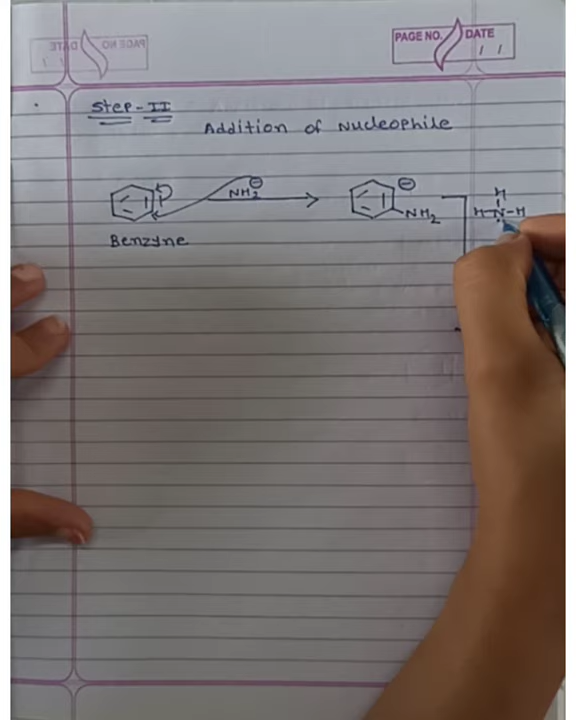 PAGE NO. DATE
/ /
Step-II
Addition of Nucleophile
NH2⊖
⊖
NH2
H
H-N-H
Benzyne